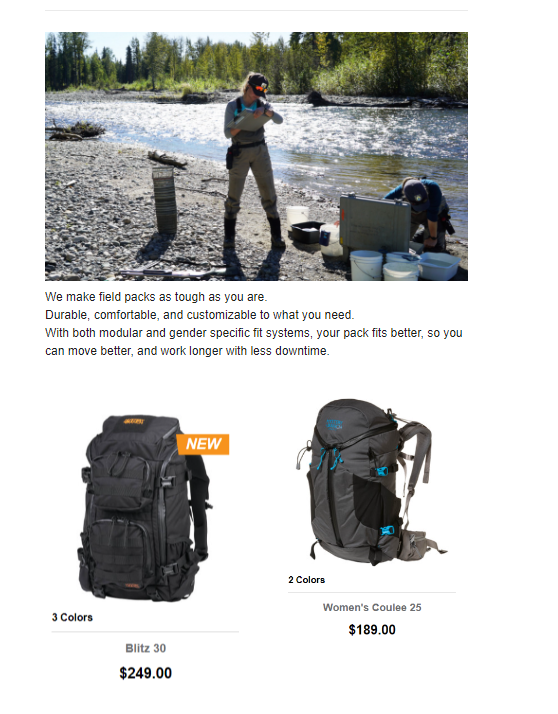 We make field packs as tough as you are.
Durable, comfortable, and customizable to what you need.
With both modular and gender specific fit systems, your pack fits better, so you
can move better, and work longer with less downtime.
NEW
3 Colors
Blitz 30
$249.00
2 Colors
Women's Coulee 25
$189.00